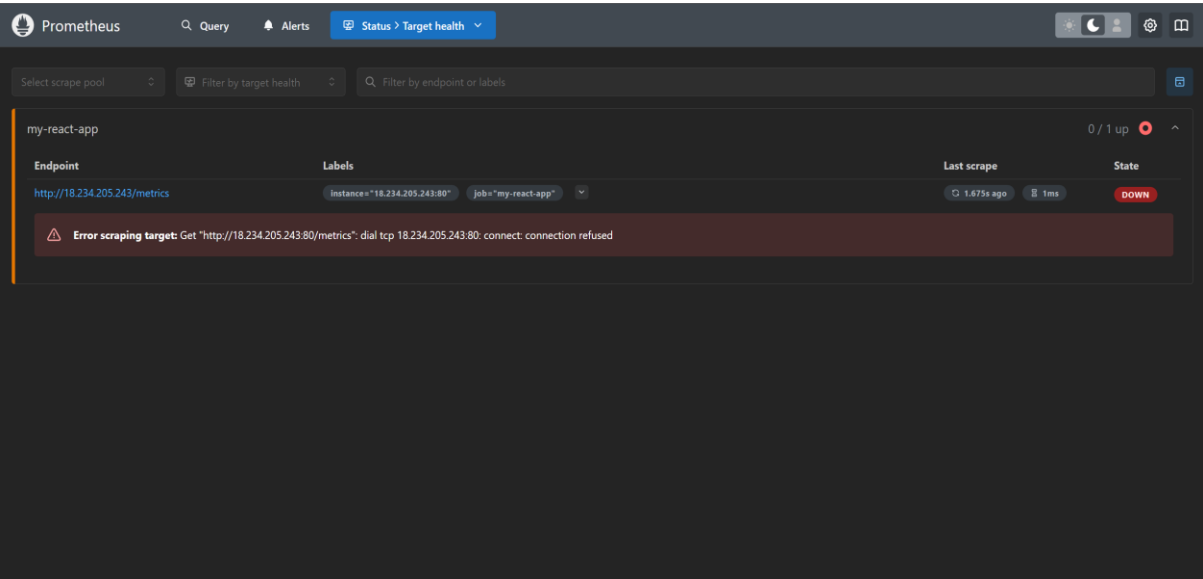 Prometheus Query Alerts Status > Target health
Select scrape pool Filter by target health Filter by endpoint or labels
my-react-app 0 / 1 up
Endpoint Labels Last scrape State
http://18.234.205.243/metrics instance="18.234.205.243:80" job="my-react-app" 1.675s ago 1ms DOWN
Error scraping target: Get "http://18.234.205.243:80/metrics": dial tcp 18.234.205.243:80: connect: connection refused